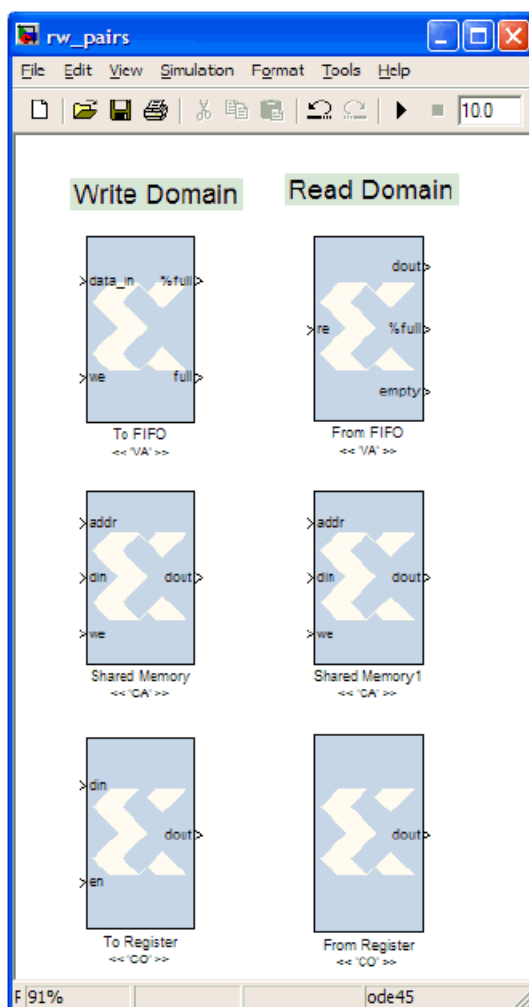 rw_pairs
File Edit View Simulation Format Tools Help
10.0
Write Domain
Read Domain
data_in %full
we full
To FIFO
<< 'VA' >>
dout
re %full
empty
From FIFO
<< 'VA' >>
addr
din dout
we
Shared Memory
<< 'CA' >>
addr
din dout
we
Shared Memory1
<< 'CA' >>
din
dout
en
To Register
<< 'CO' >>
dout
From Register
<< 'CO' >>
F 91% ode45